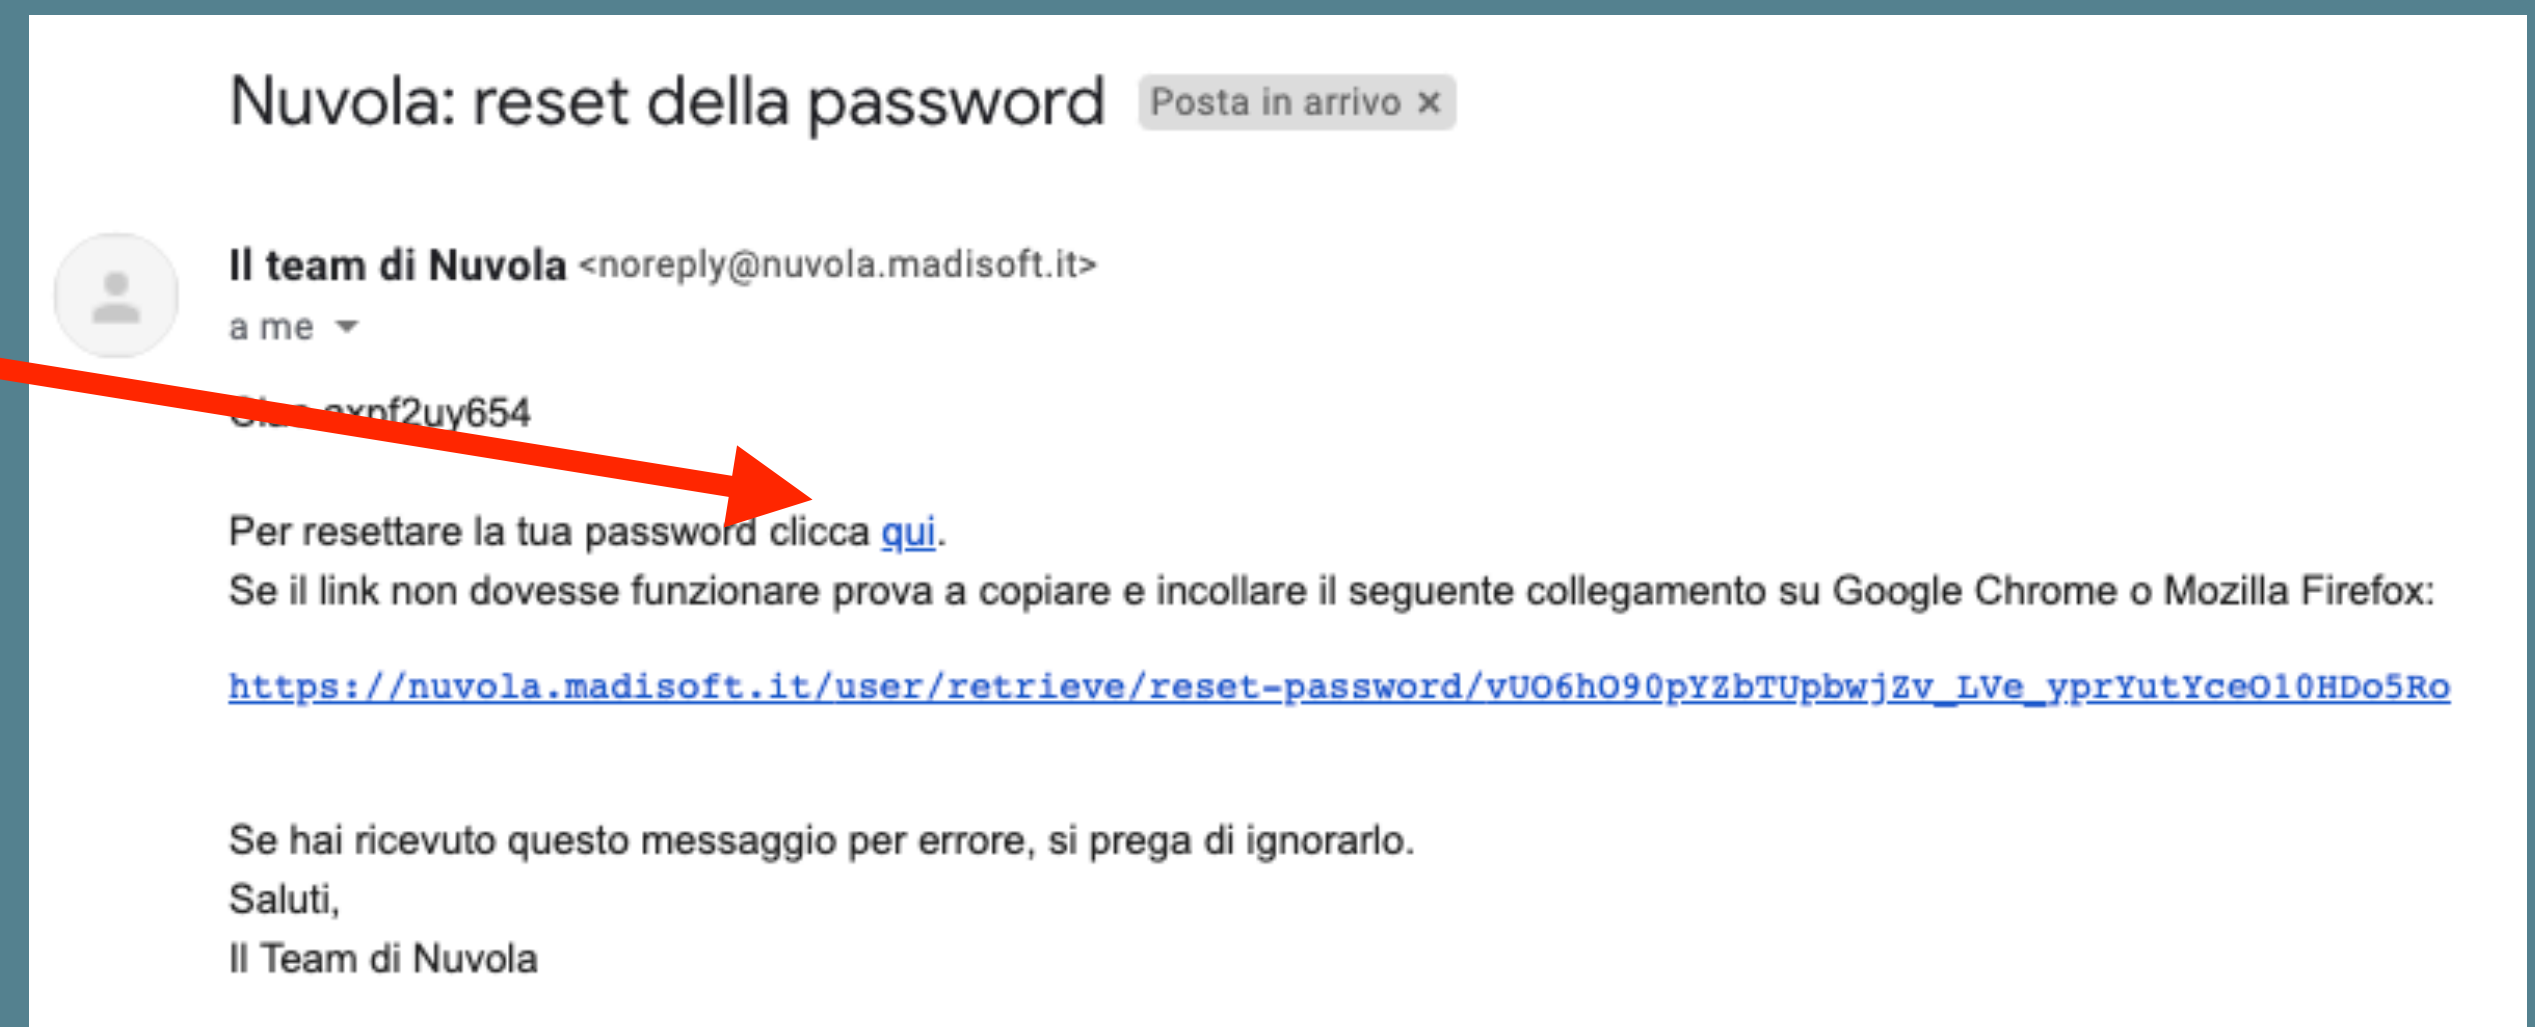 Nuvola: reset della password Posta in arrivo ×
Il team di Nuvola <noreply@nuvola.madisoft.it>
a me
Per resettare la tua password clicca qui.
Se il link non dovesse funzionare prova a copiare e incollare il seguente collegamento su Google Chrome o Mozilla Firefox:
https://nuvola.madisoft.it/user/retrieve/reset-password/vUO6hO90pYZbTUpbwjZv_LVe_yprYutYceO10HDo5Ro
Se hai ricevuto questo messaggio per errore, si prega di ignorarlo.
Saluti,
Il Team di Nuvola